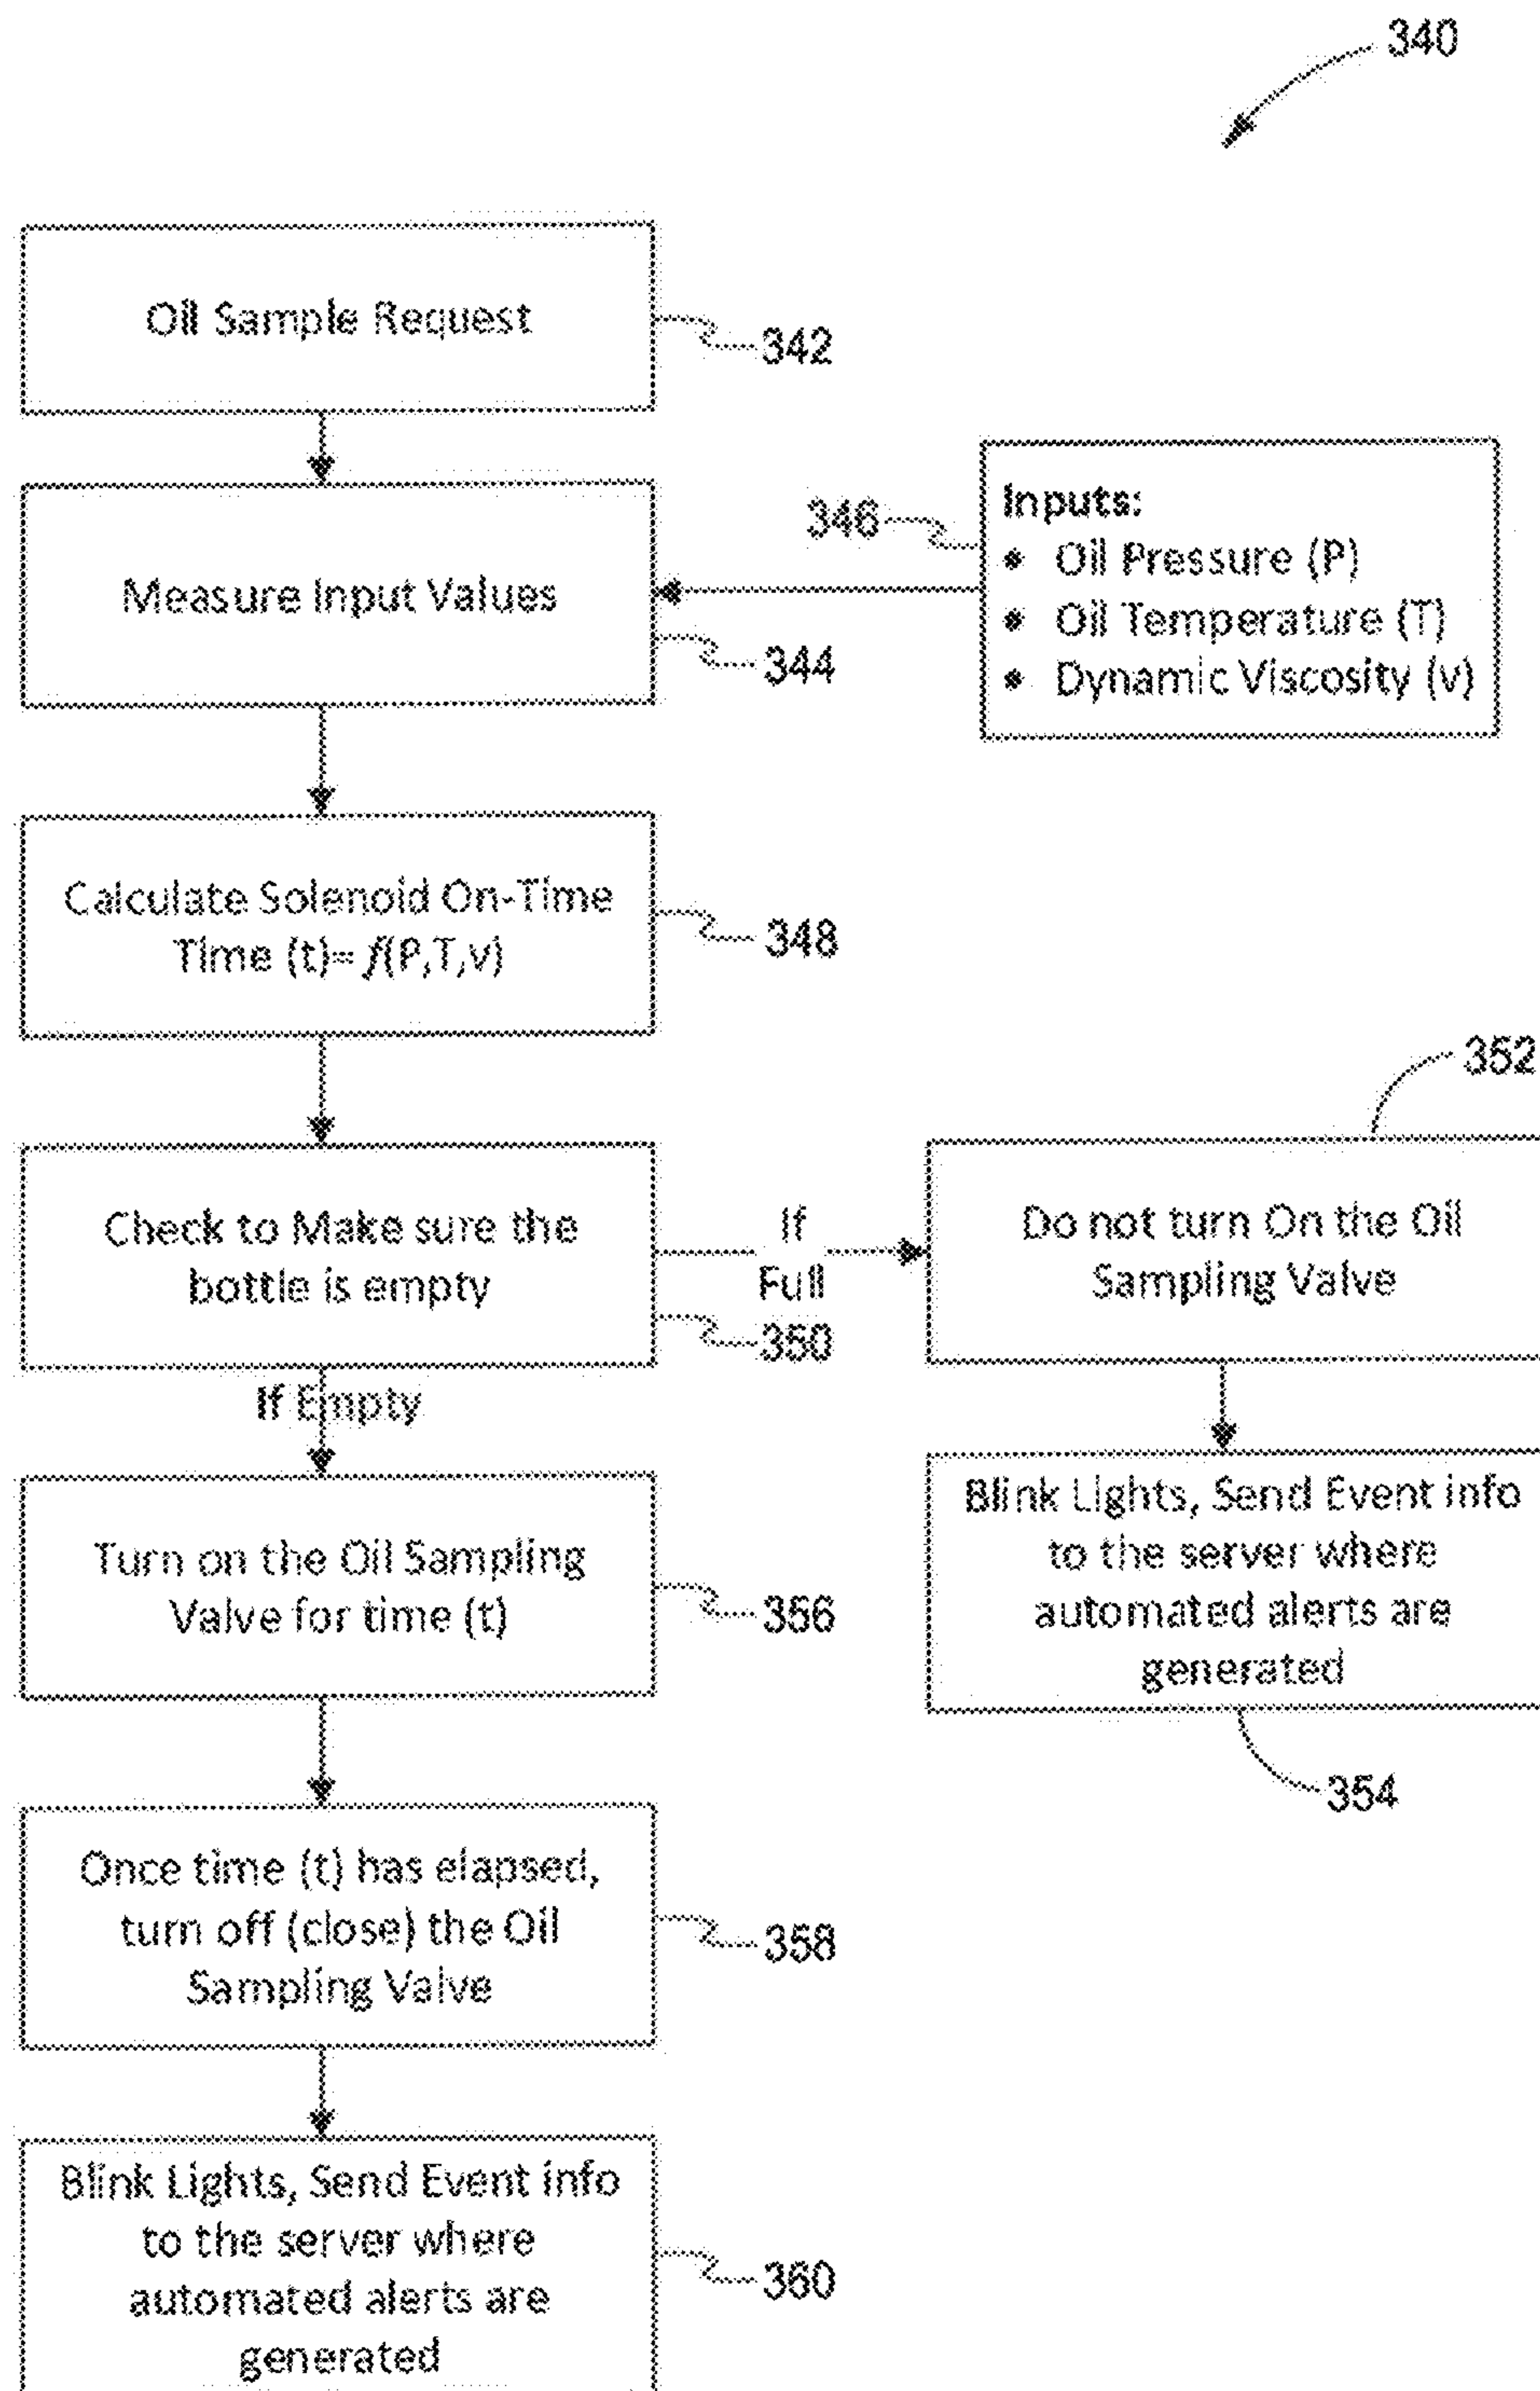 340
Oil Sample Request
342
Measure Input Values
344
346
Inputs:
• Oil Pressure (P)
• Oil Temperature (T)
• Dynamic Viscosity (v)
Calculate Solenoid On-Time
Time (t)= f(P,T,v)
348
Check to Make sure the
bottle is empty
350
If
Full
352
Do not turn On the Oil
Sampling Valve
If Empty
Blink Lights, Send Event info
to the server where
automated alerts are
generated
354
Turn on the Oil Sampling
Valve for time (t)
356
Once time (t) has elapsed,
turn off (close) the Oil
Sampling Valve
358
Blink Lights, Send Event info
to the server where
automated alerts are
generated
360